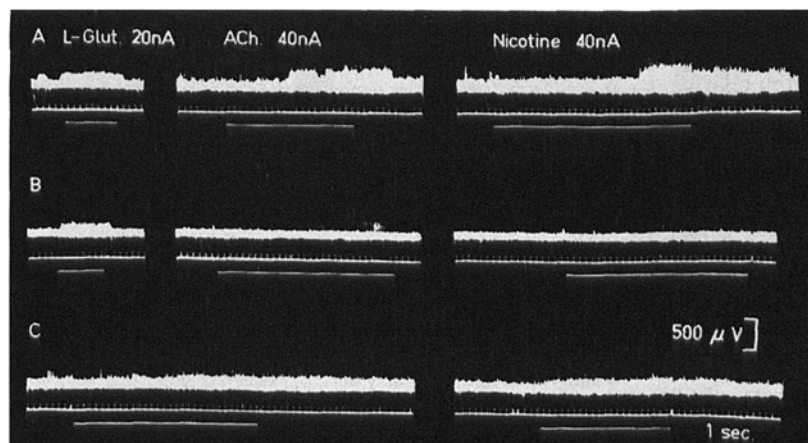 A L-Glut. 20nA ACh. 40nA Nicotine 40nA
B
C
500 μV
1 sec.